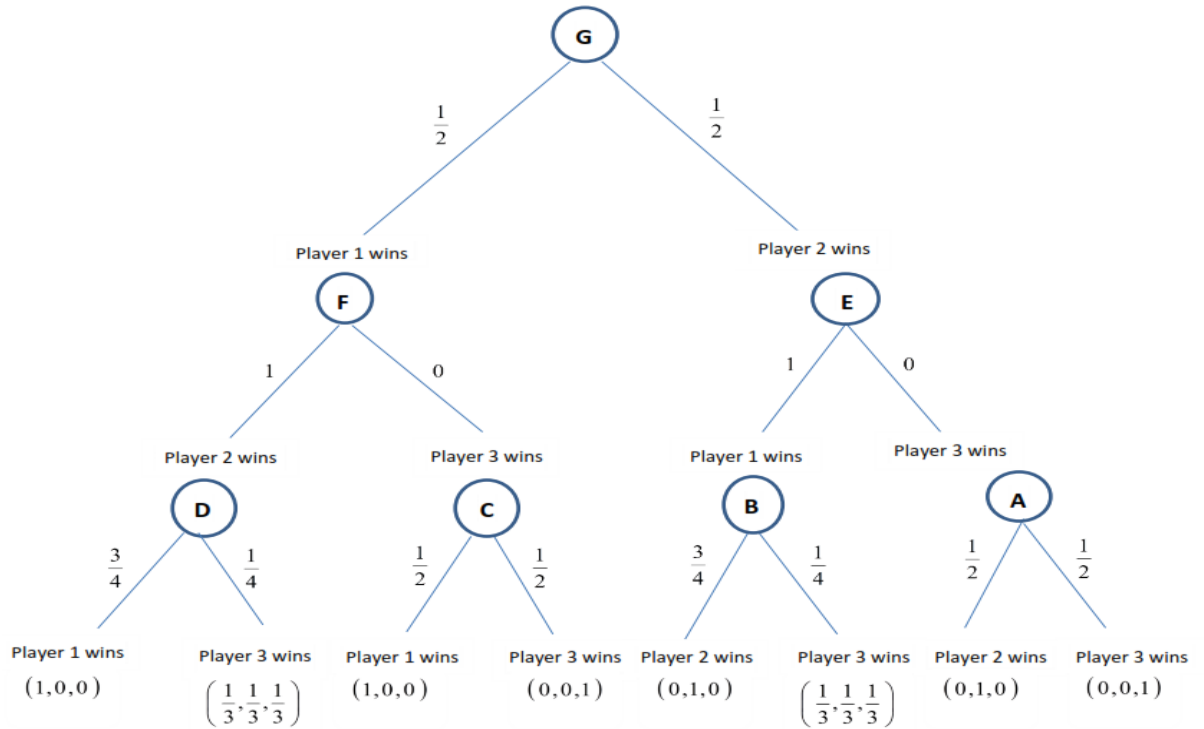 G
1/2 1/2
Player 1 wins Player 2 wins
F E
1 0 1 0
Player 2 wins Player 3 wins Player 1 wins Player 3 wins
D C B A
3/4 1/4 1/2 1/2 3/4 1/4 1/2 1/2
Player 1 wins Player 3 wins Player 1 wins Player 3 wins Player 2 wins Player 3 wins Player 2 wins Player 3 wins
(1,0,0) (1/3,1/3,1/3) (1,0,0) (0,0,1) (0,1,0) (1/3,1/3,1/3) (0,1,0) (0,0,1)